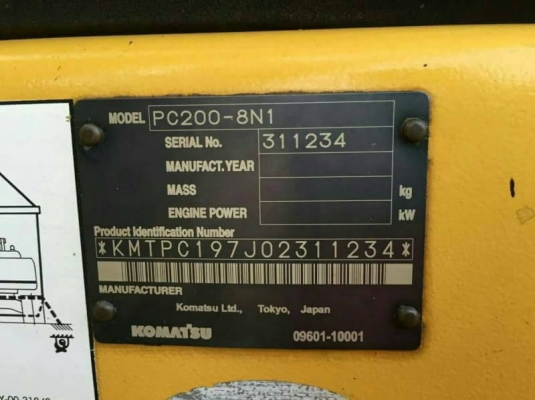 MODEL PC200-8N1
SERIAL No. 311234
MANUFACT. YEAR
MASS kg
ENGINE POWER kW
Product Identification Number
*KMTPC197J02311234*
MANUFACTURER
Komatsu Ltd., Tokyo, Japan
KOMATSU 09601-10001